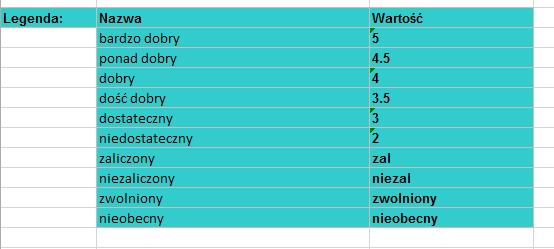 Legenda: Nazwa Wartość
bardzo dobry 5
ponad dobry 4.5
dobry 4
dość dobry 3.5
dostateczny 3
niedostateczny 2
zaliczony zal
niezaliczony niezal
zwolniony zwolniony
nieobecny nieobecny